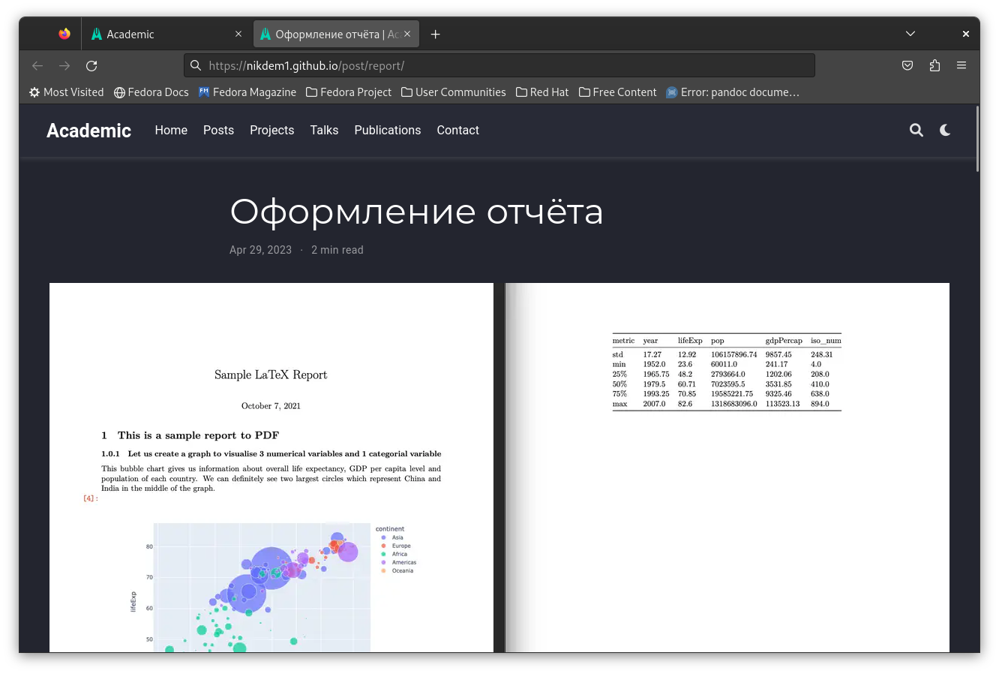 Academic
Оформление отчёта | Ac
https://nikdem1.github.io/post/report/
Most Visited Fedora Docs Fedora Magazine Fedora Project User Communities Red Hat Free Content Error: pandoc docume…
Academic Home Posts Projects Talks Publications Contact
Оформление отчёта
Apr 29, 2023 · 2 min read
Sample LaTeX Report
October 7, 2021
1 This is a sample report to PDF
1.0.1 Let us create a graph to visualise 3 numerical variables and 1 categorial variable
This bubble chart gives us information about overall life expectancy, GDP per capita level and
population of each country. We can definitely see two largest circles which represent China and
India in the middle of the graph.
[4]:
continent
Asia
Europe
Africa
Americas
Oceania
80
70
60
50
lifeExp
metric year lifeExp pop gdpPercap iso_num
std 17.27 12.92 106157896.74 9857.45 248.31
min 1952.0 23.6 60011.0 241.17 4.0
25% 1965.75 48.2 2793664.0 1202.06 208.0
50% 1979.5 60.71 7023595.5 3531.85 410.0
75% 1993.25 70.85 19585221.75 9325.46 638.0
max 2007.0 82.6 1318683096.0 113523.13 894.0